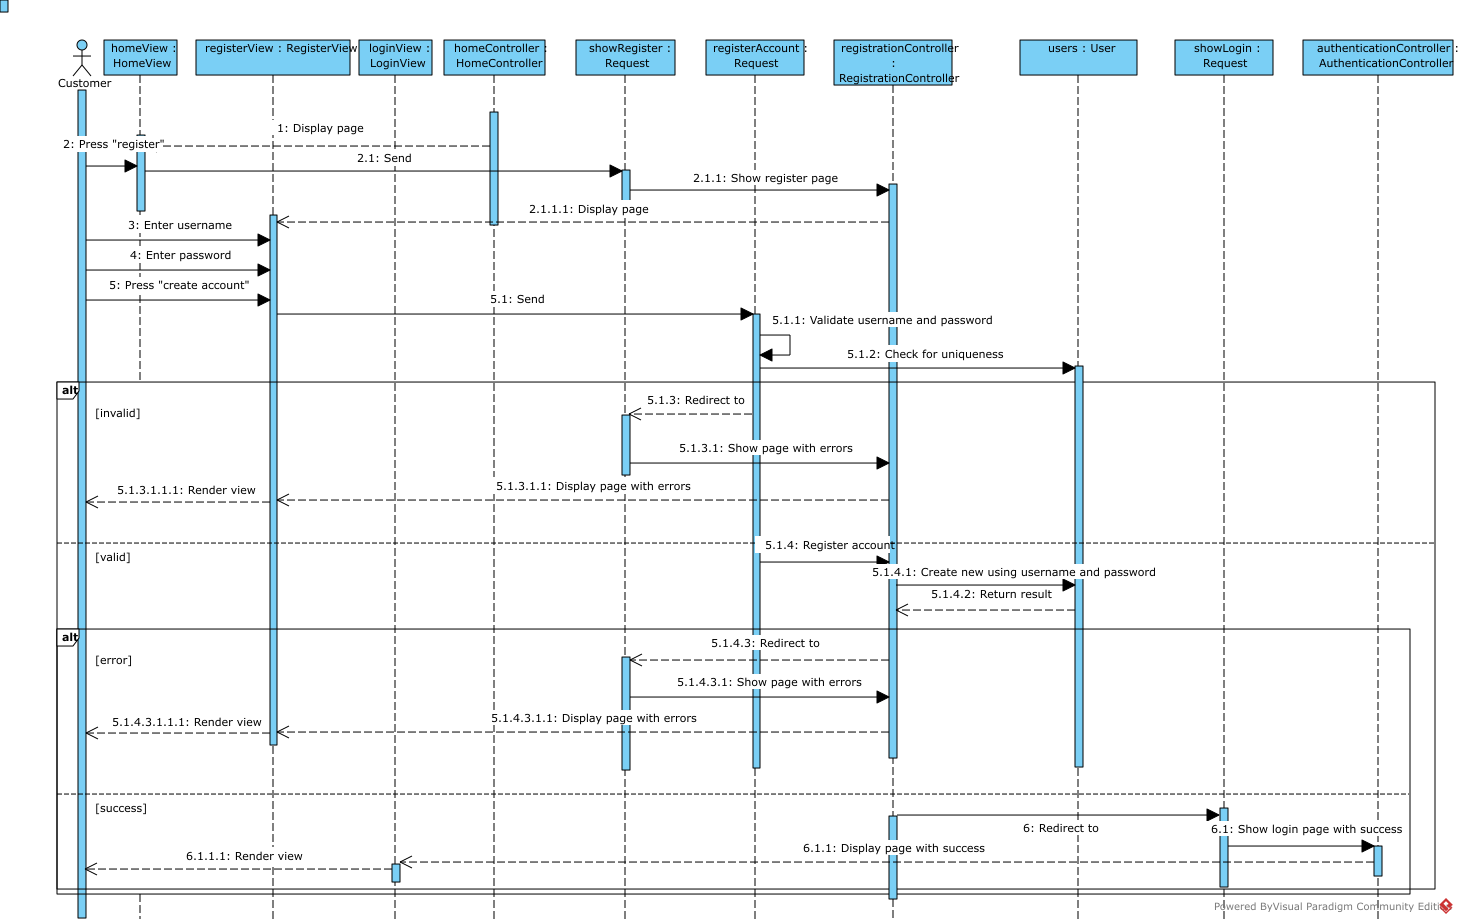 homeView :
HomeView
registerView : RegisterView
loginView :
LoginView
homeController :
HomeController
showRegister :
Request
registerAccount :
Request
registrationController
:
RegistrationController
users : User
showLogin :
Request
authenticationController :
AuthenticationController
Customer
1: Display page
2: Press "register"
2.1: Send
2.1.1: Show register page
2.1.1.1: Display page
3: Enter username
4: Enter password
5: Press "create account"
5.1: Send
5.1.1: Validate username and password
5.1.2: Check for uniqueness
alt
[invalid]
5.1.3: Redirect to
5.1.3.1: Show page with errors
5.1.3.1.1: Display page with errors
5.1.3.1.1.1: Render view
[valid]
5.1.4: Register account
5.1.4.1: Create new using username and password
5.1.4.2: Return result
alt
[error]
5.1.4.3: Redirect to
5.1.4.3.1: Show page with errors
5.1.4.3.1.1: Display page with errors
5.1.4.3.1.1.1: Render view
[success]
6: Redirect to
6.1: Show login page with success
6.1.1: Display page with success
6.1.1.1: Render view
Powered ByVisual Paradigm Community